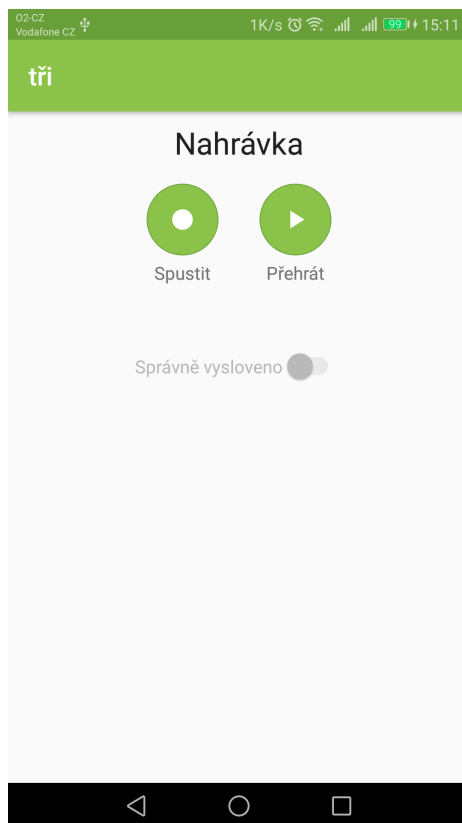 O2-CZ
Vodafone CZ
1K/s 99 15:11
tři
Nahrávka
Spustit Přehrát
Správně vysloveno